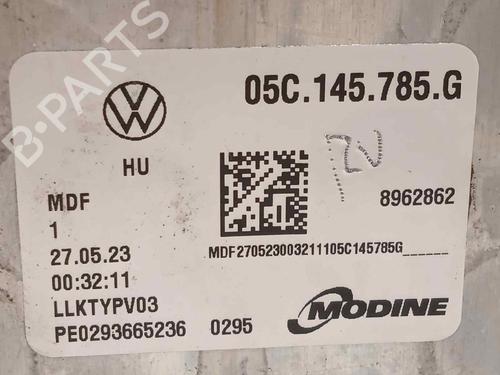 05C.145.785.G
HU
MDF
8962862
1
27.05.23
MDF270523003211105C145785G______
00:32:11
LLKTYPV03
PE0293665236 0295
MODINE
B-PARTS